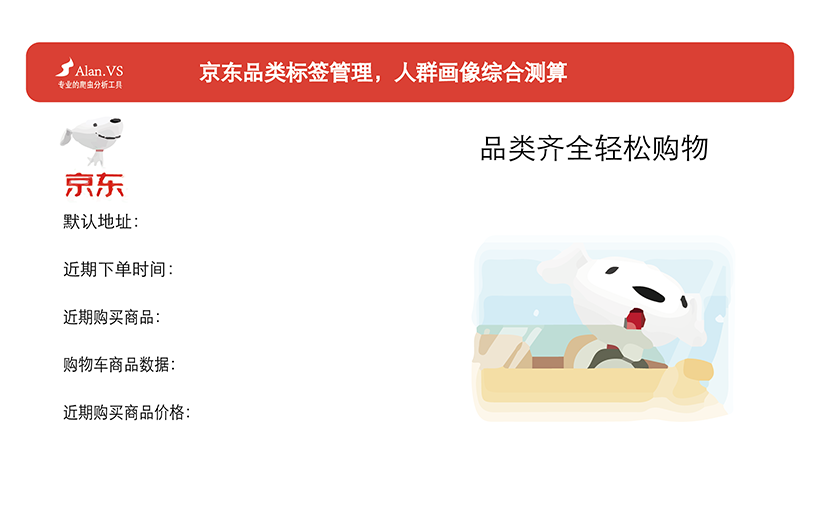 Alan.VS
专业的爬虫分析工具
京东品类标签管理，人群画像综合测算
京东
品类齐全轻松购物
默认地址：
近期下单时间：
近期购买商品：
购物车商品数据：
近期购买商品价格：